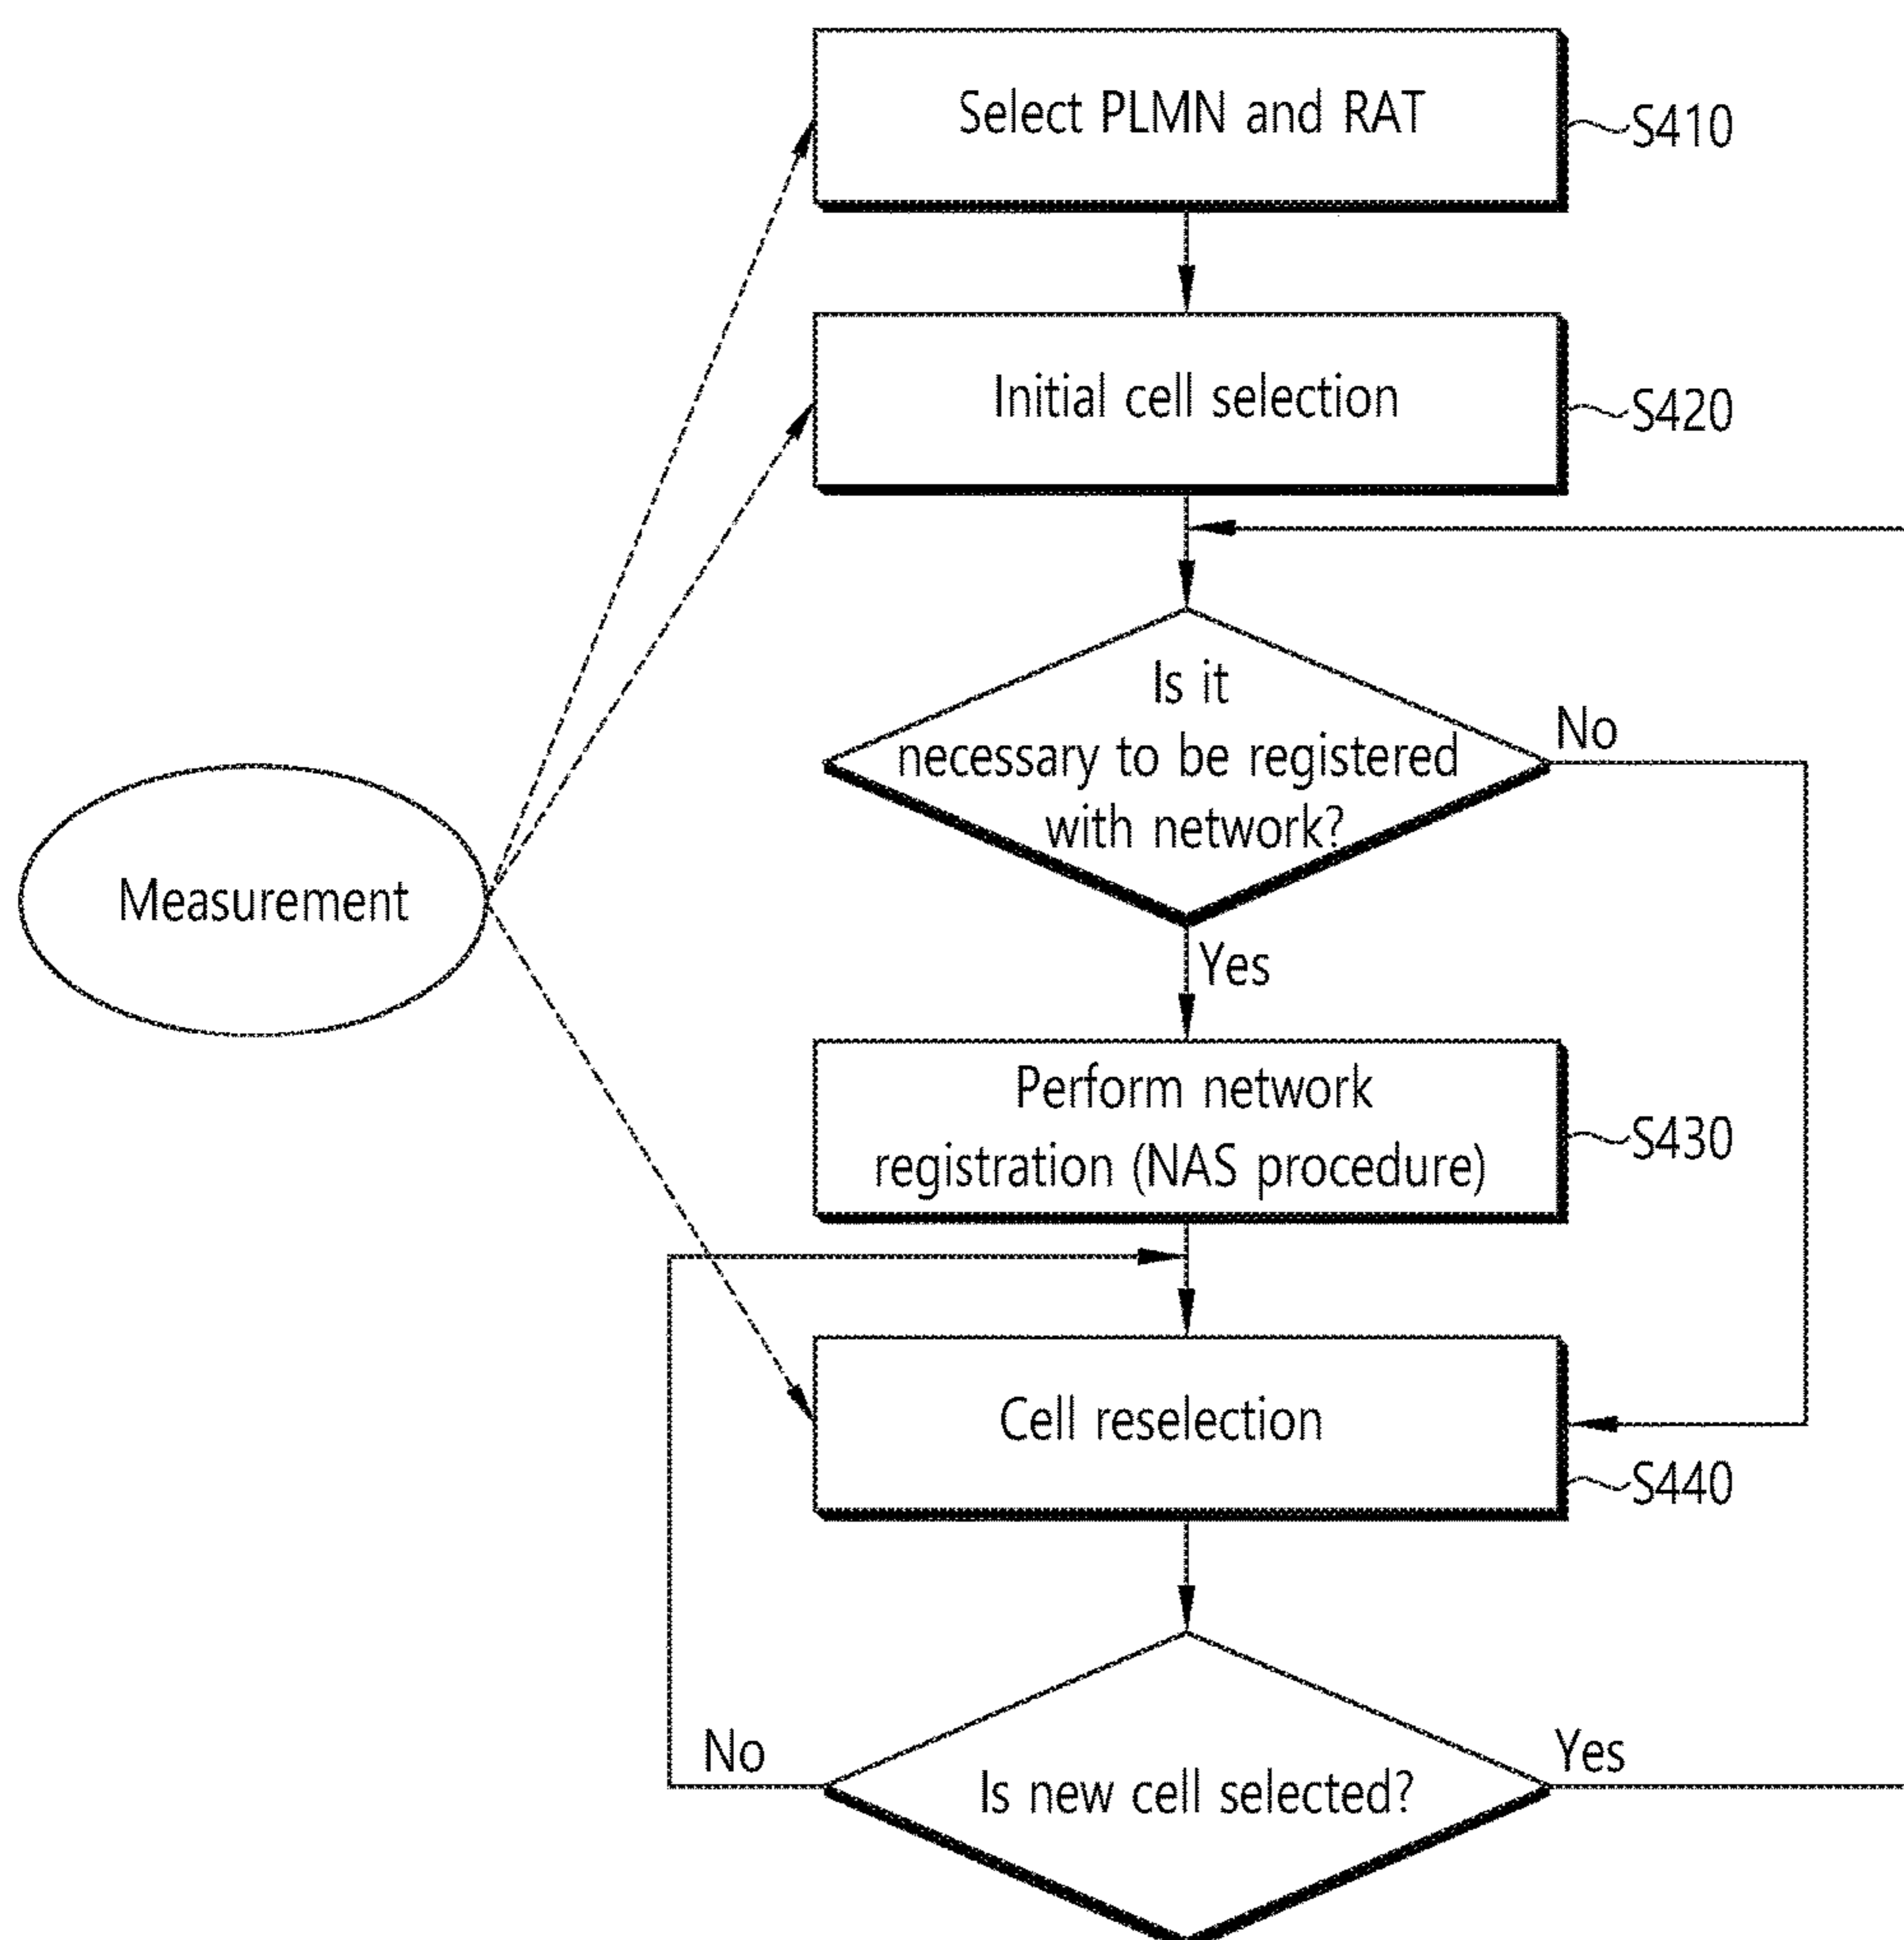 Select PLMN and RAT
S410
Initial cell selection
S420
Is it
necessary to be registered
with network?
No
Yes
Measurement
Perform network
registration (NAS procedure)
S430
Cell reselection
S440
No
Is new cell selected?
Yes